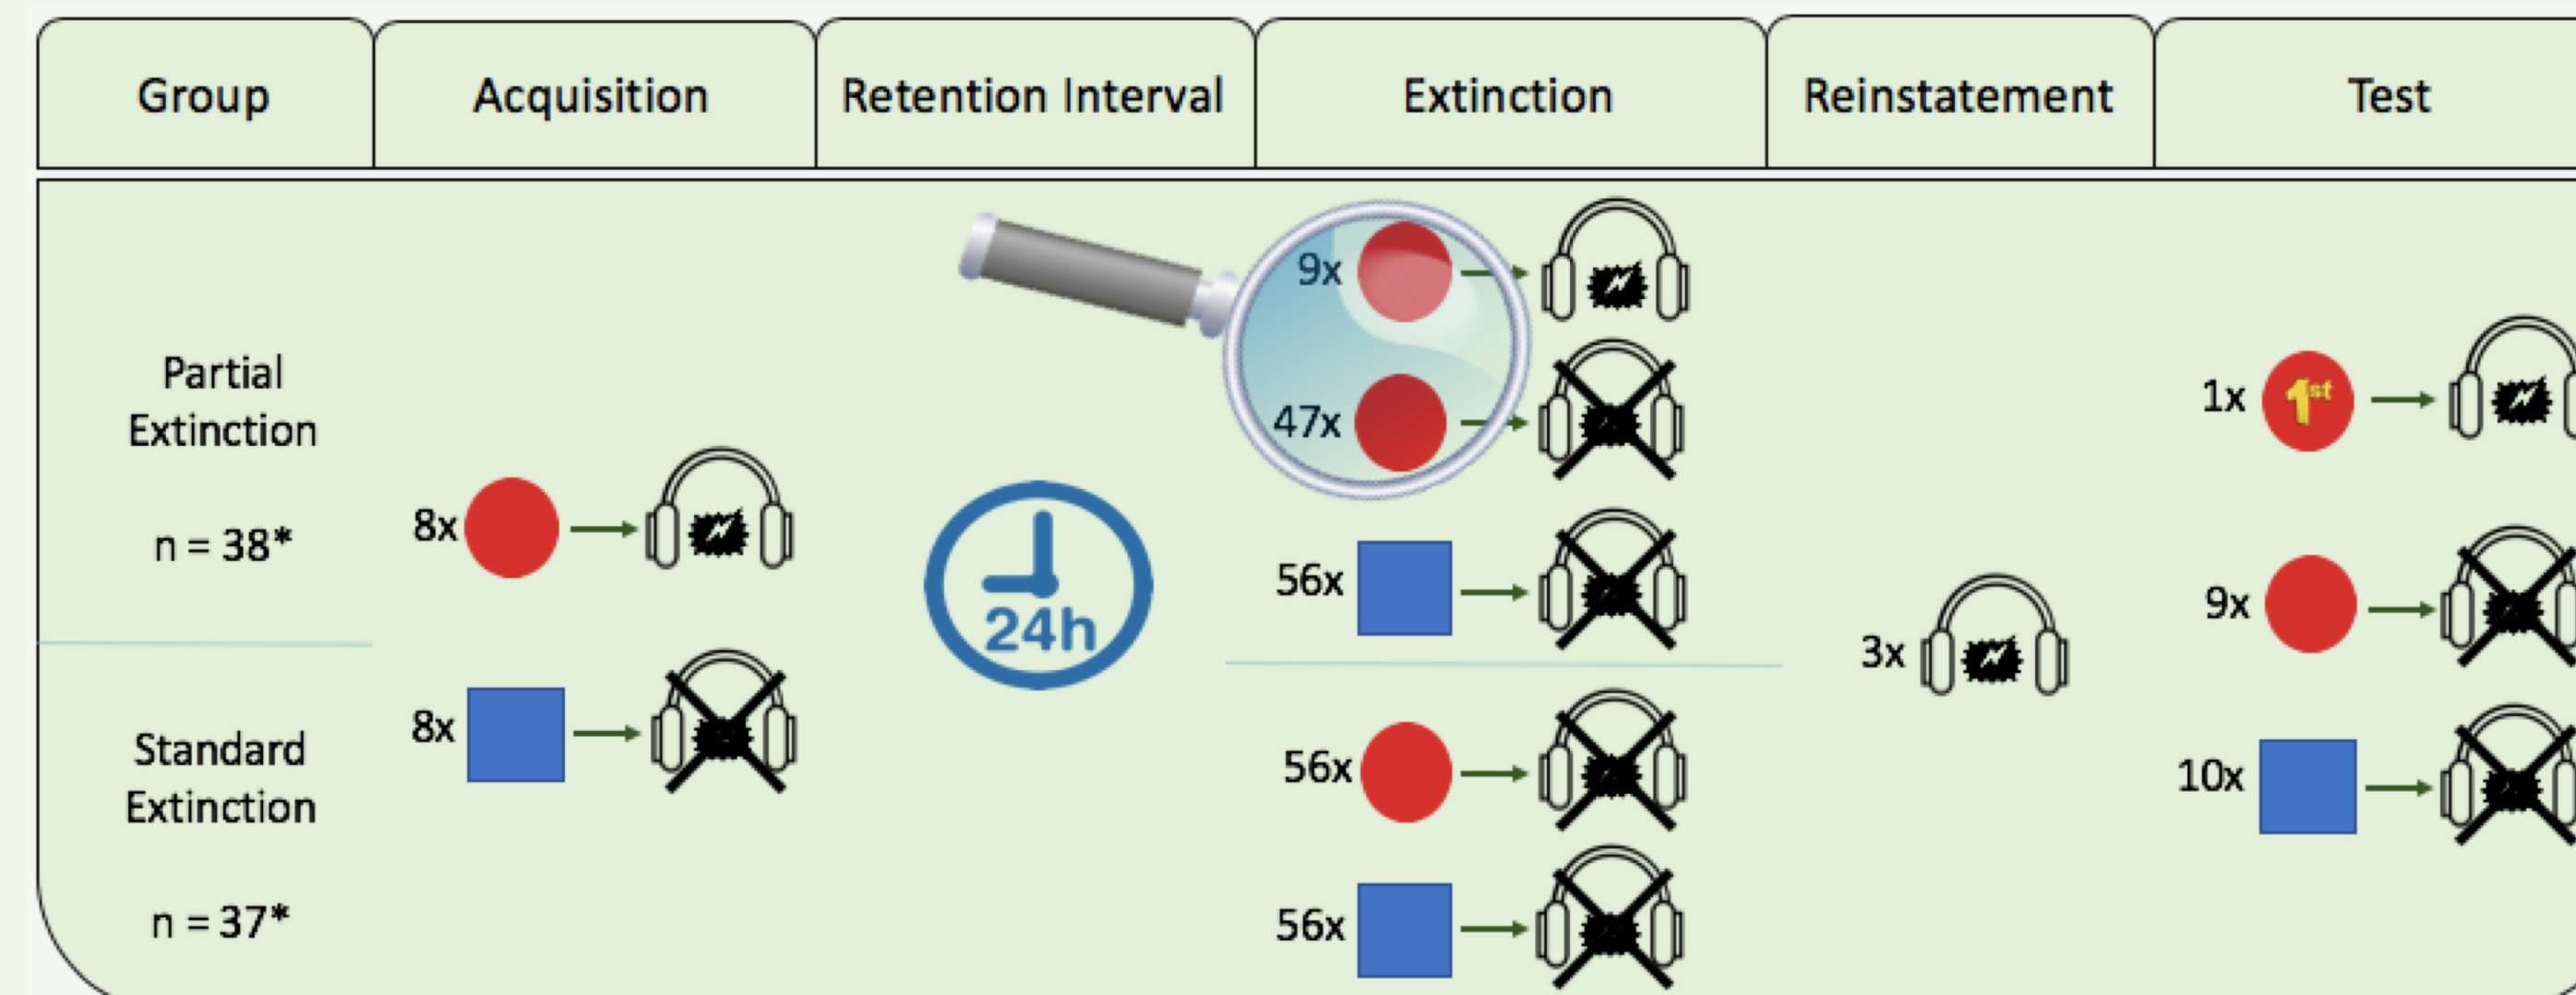 Group
Acquisition
Retention Interval
Extinction
Reinstatement
Test
Partial
Extinction
n = 38*
Standard
Extinction
n = 37*
8x
8x
24h
9x
47x
56x
56x
56x
3x
1x
1st
9x
10x